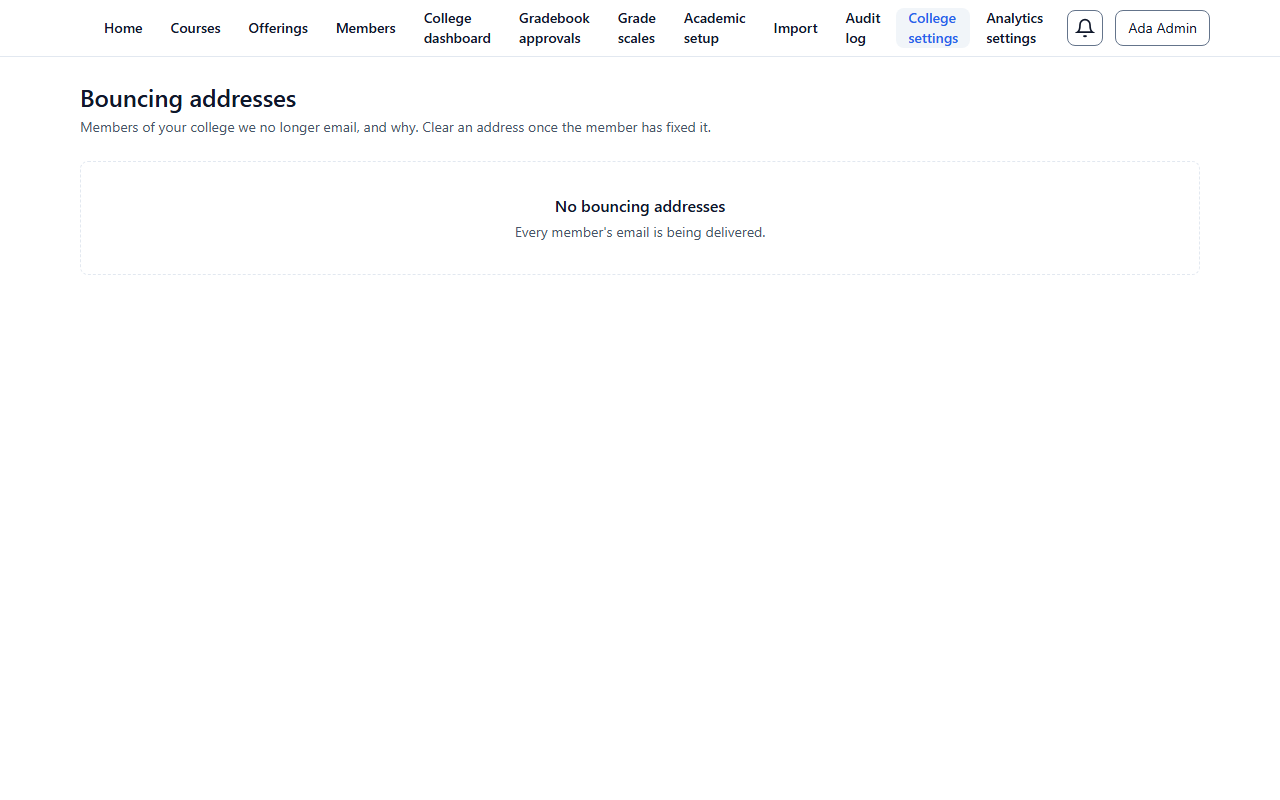 Home
Courses
Offerings
Members
College
dashboard
Gradebook
approvals
Grade
scales
Academic
setup
Import
Audit
log
College
settings
Analytics
settings
Ada Admin
Bouncing addresses
Members of your college we no longer email, and why. Clear an address once the member has fixed it.
No bouncing addresses
Every member's email is being delivered.